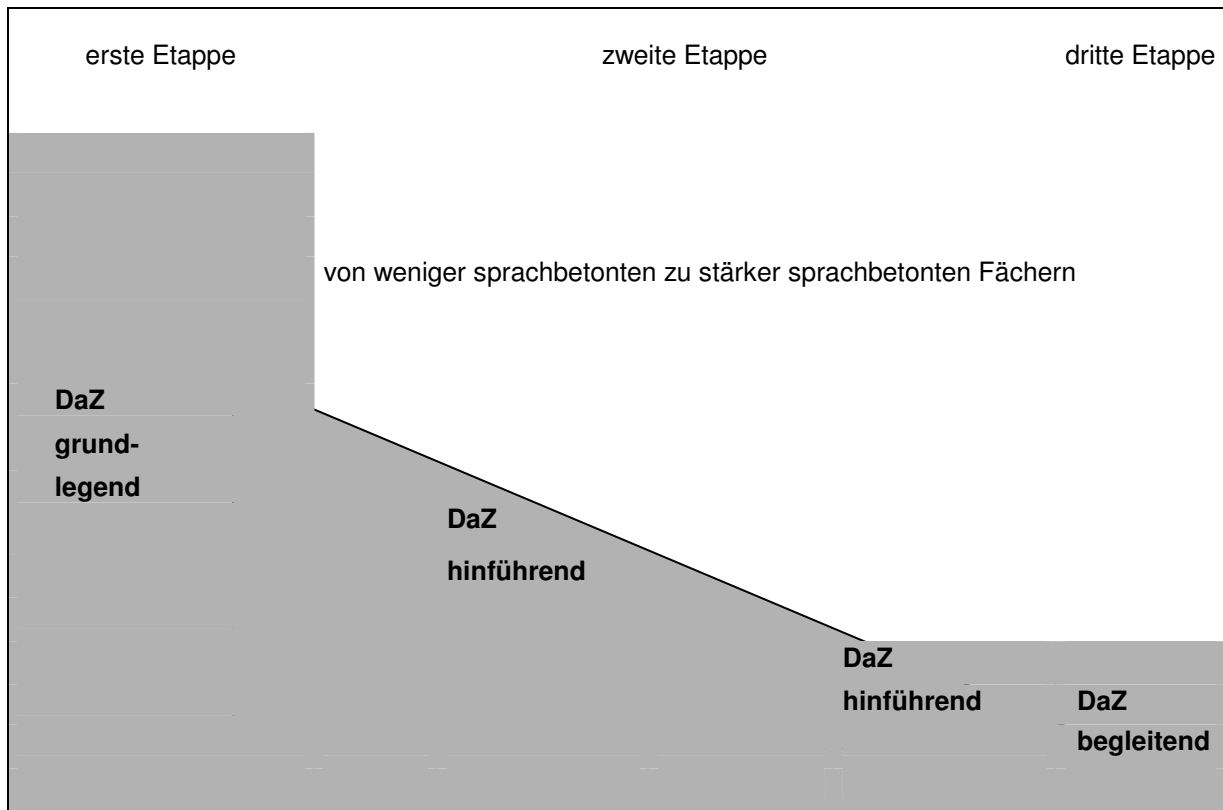 erste Etappe
zweite Etappe
dritte Etappe
von weniger sprachbetonten zu stärker sprachbetonten Fächern
DaZ
grund-
legend
DaZ
hinführend
DaZ
hinführend
DaZ
begleitend